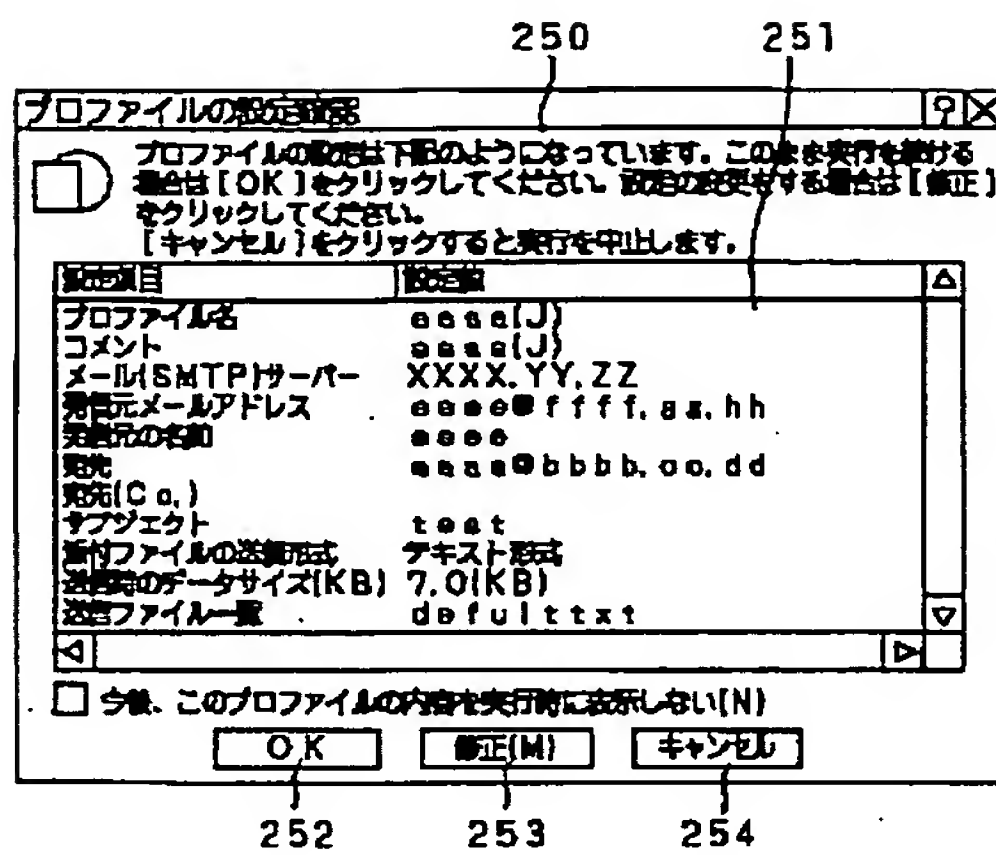 250 251
プロファイルの設定確認
プロファイルの設定は下記のようになっています. このまま実行を続ける
場合は[OK]をクリックしてください. 設定の変更をする場合は[修正]
をクリックしてください.
[キャンセル]をクリックすると実行を中止します.
設定項目 設定値
プロファイル名 aaaa(J)
コメント aaaa(J)
メール(SMTP)サーバー XXXX.YY.ZZ
発信元メールアドレス eeee@ffff.gg.hh
発信元の名前 eeee
宛先 aaaa@bbbb.cc.dd
宛先(Cc.)
サブジェクト test
添付ファイルの送信形式 テキスト形式
送信時のデータサイズ(KB) 7.0(KB)
送信ファイル一覧 defulttxt
今後、このプロファイルの内容を実行時に表示しない(N)
OK 修正(M) キャンセル
252 253 254